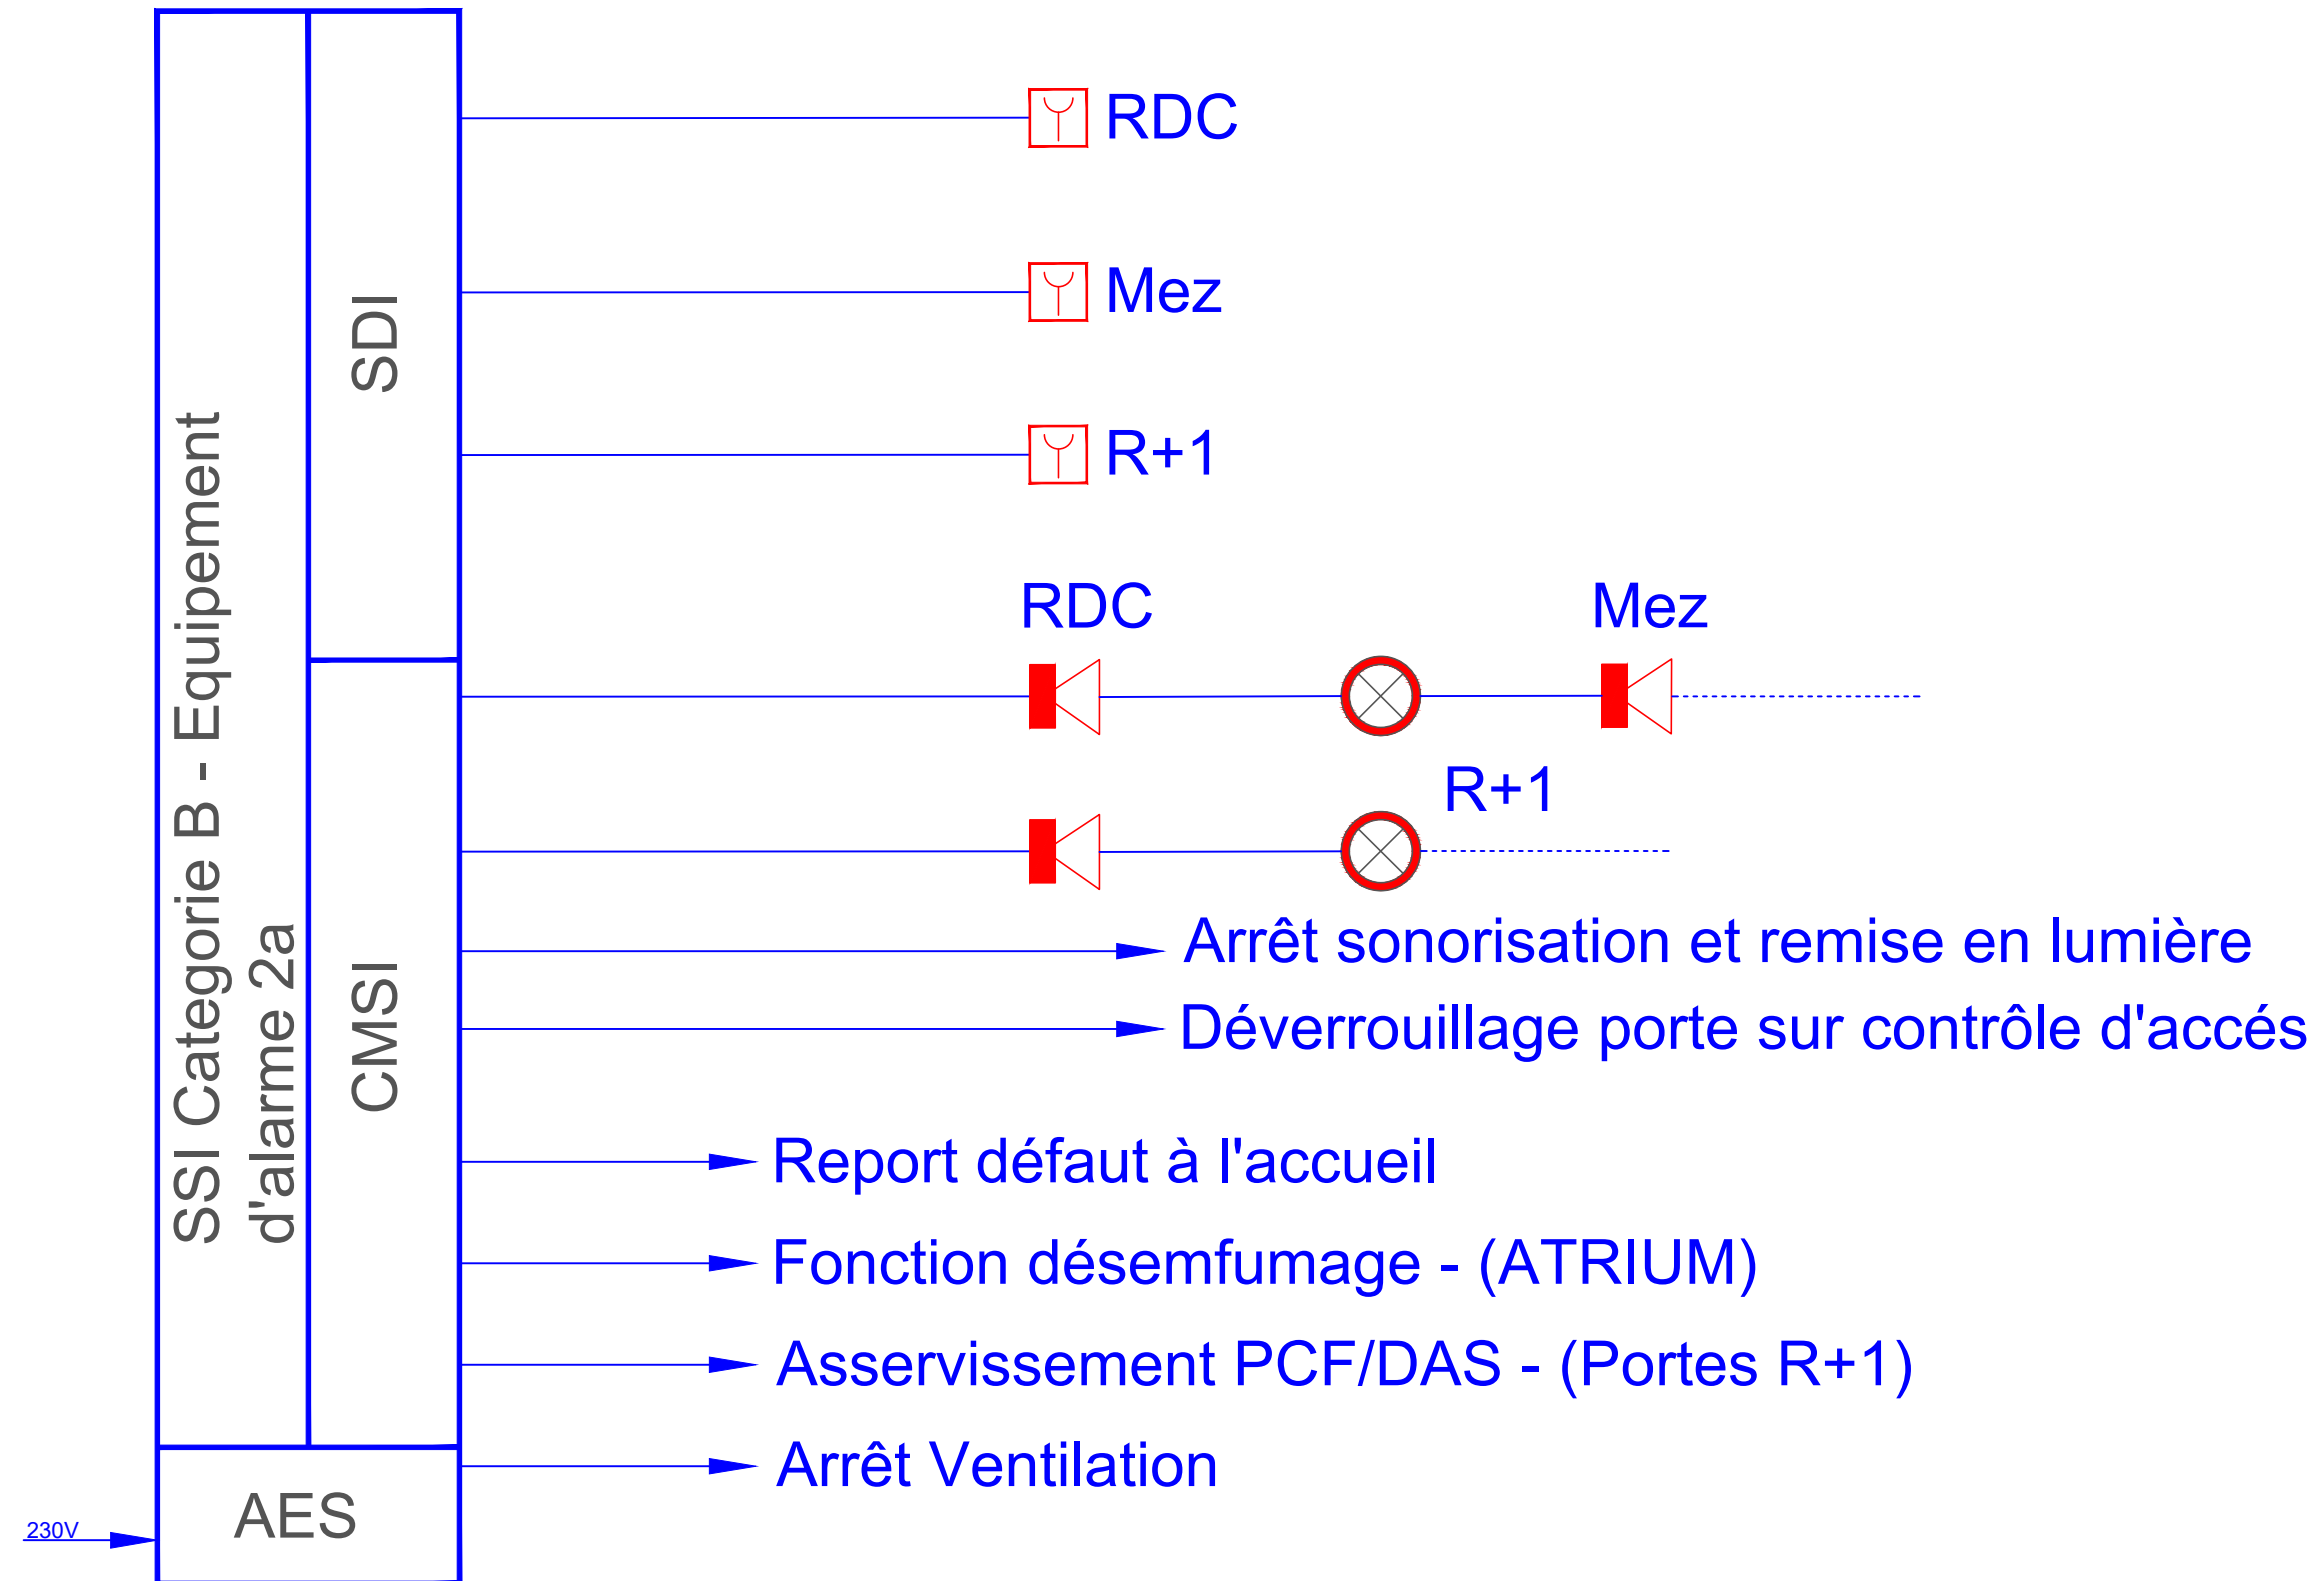 SSI Categorie B - Equipement
d'alarme 2a
SDI
CMSI
AES
230V
RDC
Mez
R+1
RDC
Mez
R+1
Arrêt sonorisation et remise en lumière
Déverrouillage porte sur contrôle d'accés
Report défaut à l'accueil
Fonction désemfumage - (ATRIUM)
Asservissement PCF/DAS - (Portes R+1)
Arrêt Ventilation